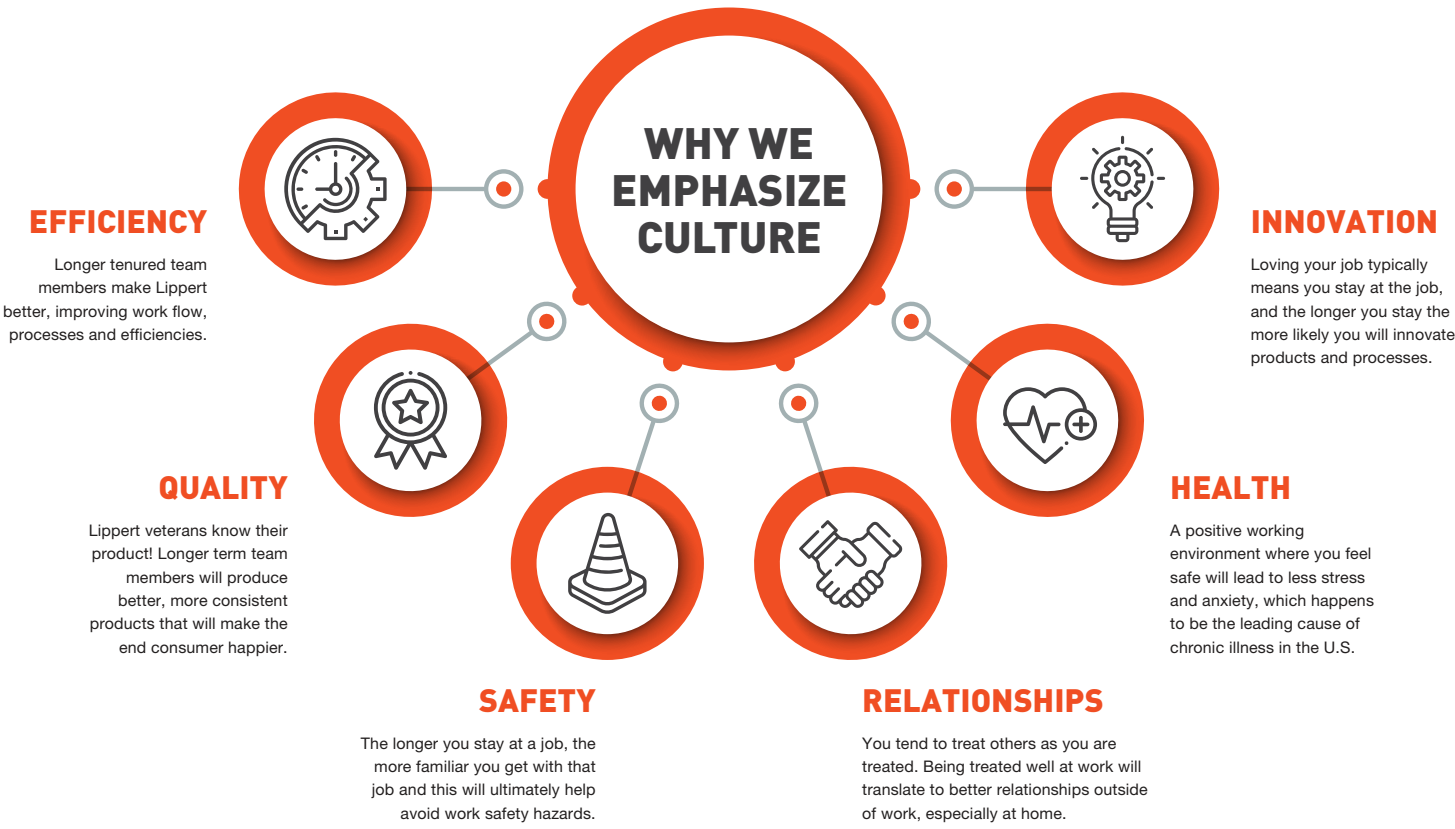 WHY WE
EMPHASIZE
CULTURE
EFFICIENCY
Longer tenured team
members make Lippert
better, improving work flow,
processes and efficiencies.
QUALITY
Lippert veterans know their
product! Longer term team
members will produce
better, more consistent
products that will make the
end consumer happier.
SAFETY
The longer you stay at a job, the
more familiar you get with that
job and this will ultimately help
avoid work safety hazards.
RELATIONSHIPS
You tend to treat others as you are
treated. Being treated well at work will
translate to better relationships outside
of work, especially at home.
HEALTH
A positive working
environment where you feel
safe will lead to less stress
and anxiety, which happens
to be the leading cause of
chronic illness in the U.S.
INNOVATION
Loving your job typically
means you stay at the job,
and the longer you stay the
more likely you will innovate
products and processes.